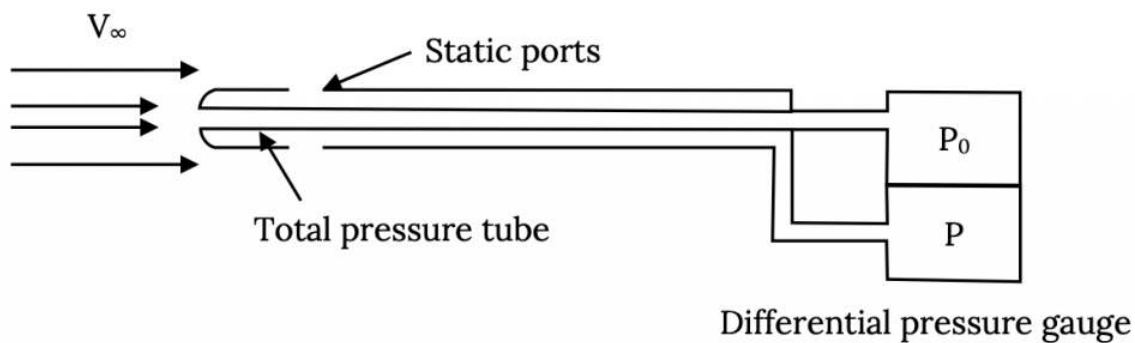 V∞
Static ports
P₀
Total pressure tube
P
Differential pressure gauge